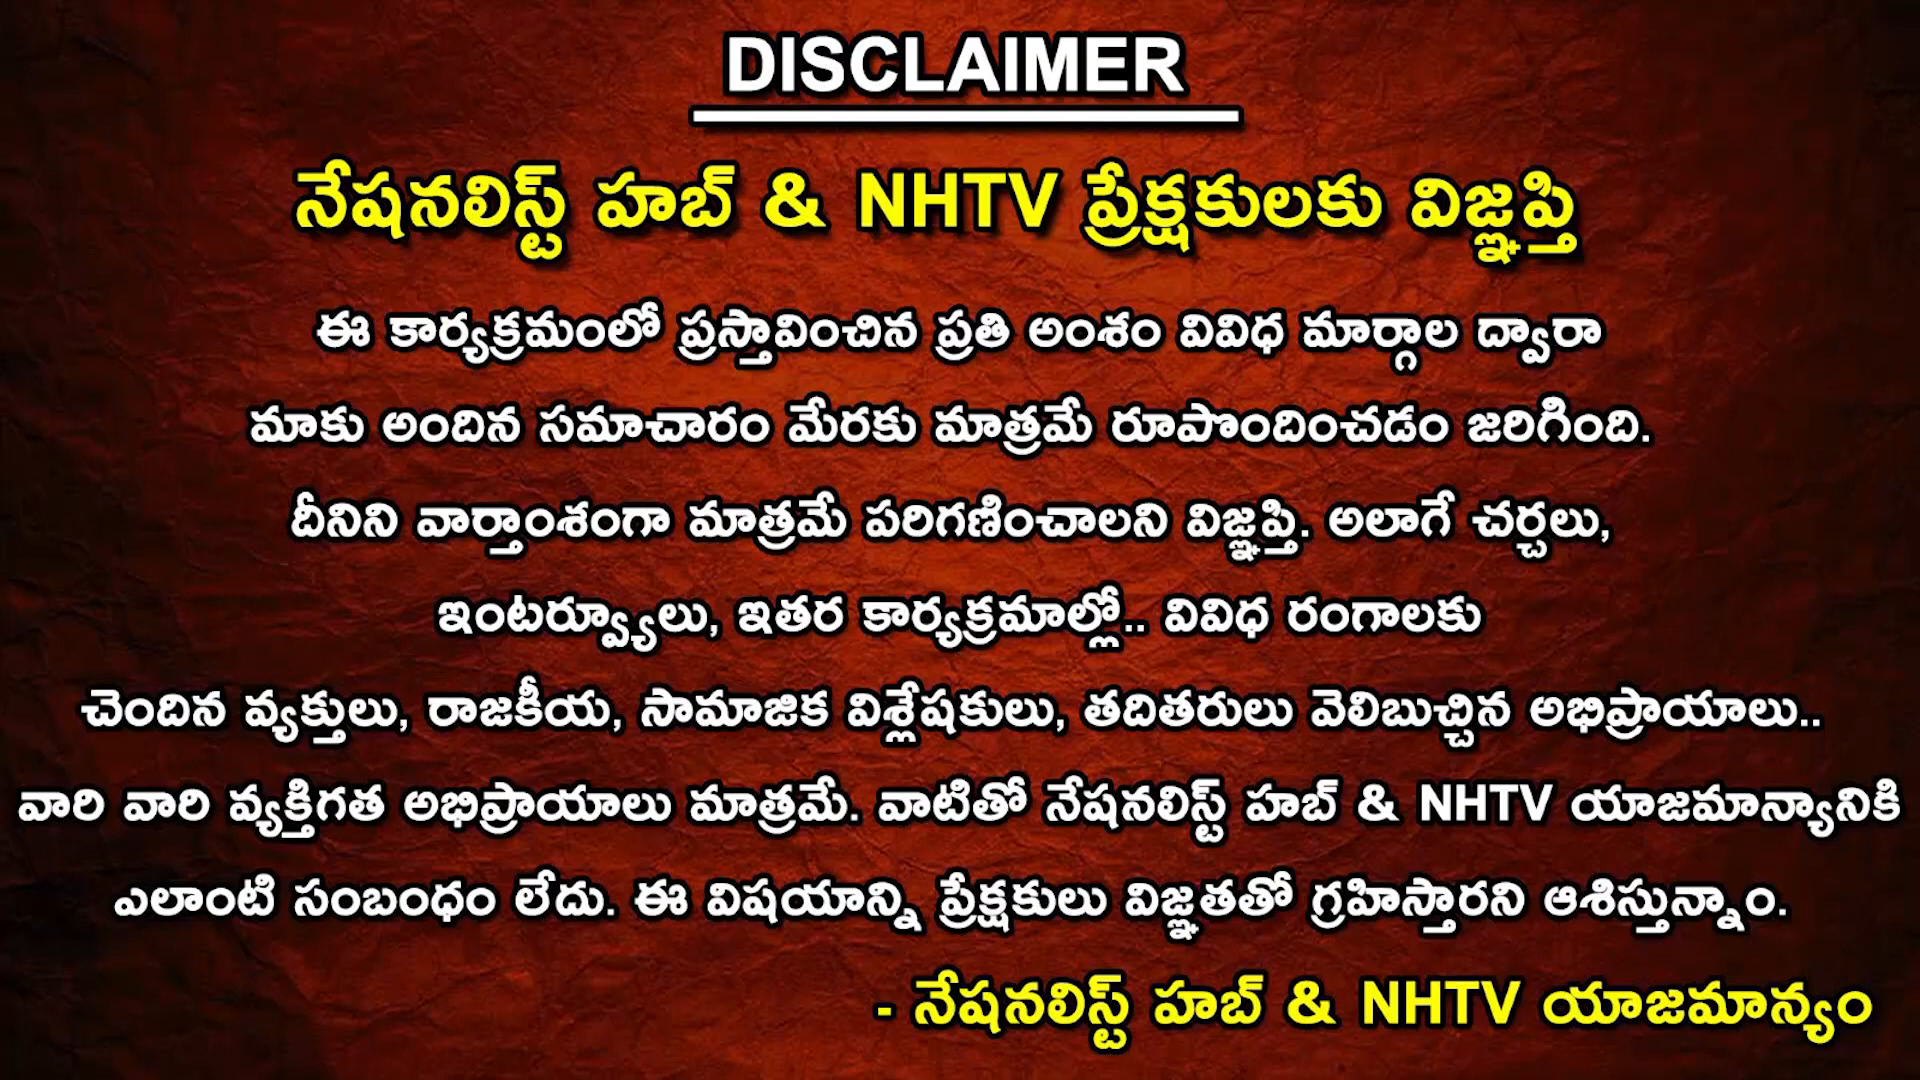 DISCLAIMER
నేషనలిస్ట్ హబ్ & NHTV ప్రేక్షకులకు విజ్ఞప్తి
ఈ కార్యక్రమంలో ప్రస్తావించిన ప్రతి అంశం వివిధ మార్గాల ద్వారా
మాకు అందిన సమాచారం మేరకు మాత్రమే రూపొందించడం జరిగింది.
దీనిని వార్తాంశంగా మాత్రమే పరిగణించాలని విజ్ఞప్తి. అలాగే చర్చలు,
ఇంటర్వ్యూలు, ఇతర కార్యక్రమాల్లో.. వివిధ రంగాలకు
చెందిన వ్యక్తులు, రాజకీయ, సామాజిక విశ్లేషకులు, తదితరులు వెలిబుచ్చిన అభిప్రాయాలు..
వారి వారి వ్యక్తిగత అభిప్రాయాలు మాత్రమే. వాటితో నేషనలిస్ట్ హబ్ & NHTV యాజమాన్యానికి
ఎలాంటి సంబంధం లేదు. ఈ విషయాన్ని ప్రేక్షకులు విజ్ఞతతో గ్రహిస్తారని ఆశిస్తున్నాం.
- నేషనలిస్ట్ హబ్ & NHTV యాజమాన్యం